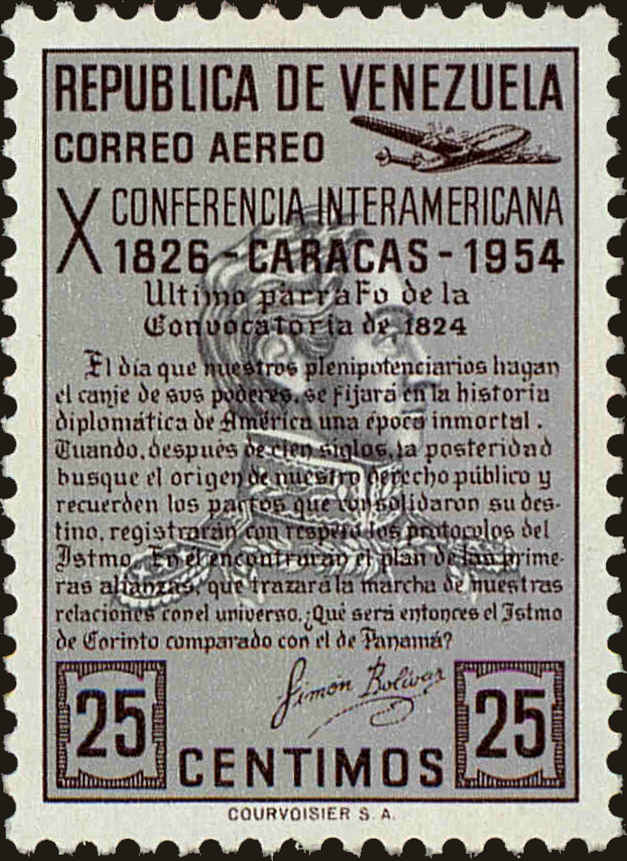 REPUBLICA DE VENEZUELA
CORREO AEREO
X CONFERENCIA INTERAMERICANA
1826 - CARACAS - 1954
Ultimo parrafo de la
Convocatoria de 1824
El día que nuestros plenipotenciarios hagan
el canje de sus poderes, se fijará en la historia
diplomática de América una época inmortal.
Cuando, después de cien siglos, la posteridad
busque el origen de nuestro derecho público y
recuerden los pactos que consolidaron su des-
tino, registrarán con respeto los protocolos del
Istmo. En él encontrarán el plan de las prime-
ras alianzas, que trazara la marcha de nuestras
relaciones con el universo. ¿Qué será entonces el Istmo
de Corinto comparado con el de Panamá?
Simón Bolívar
25 CENTIMOS 25
COURVOISIER S. A.